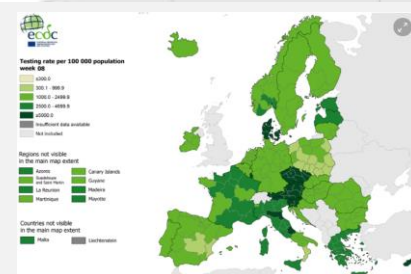 ecdc
Testing rate per 100 000 population
week 08
≤300.0
300.1 - 999.9
1000.0 - 2499.9
2500.0 - 4999.9
≥5000.0
Insufficient data available
Not included
Regions not visible
in the main map extent
Azores
Canary Islands
Guadeloupe
and Saint Martin
Guyane
La Reunion
Madeira
Martinique
Mayotte
Countries not visible
in the main map extent
Malta
Liechtenstein